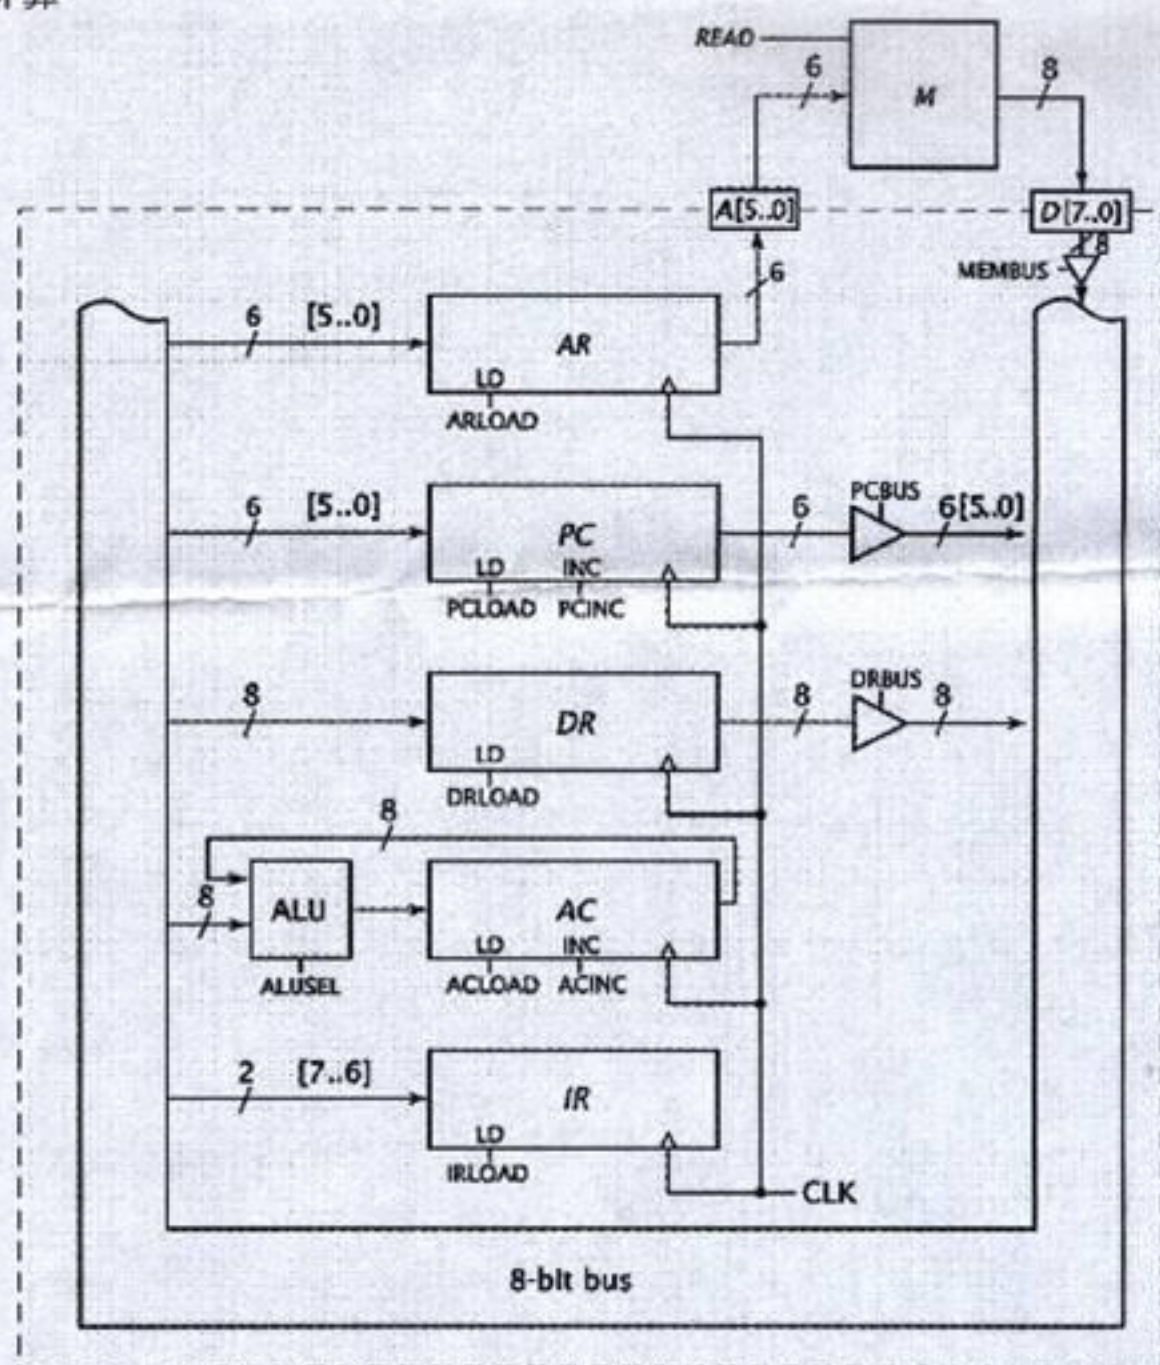 READ
6
8
M
A[5..0]
D[7..0]
8
MEMBUS
6
6 [5..0]
AR
LD
ARLOAD
6 [5..0]
PC
LD INC
PCLOAD PCINC
6
PCBUS
6[5..0]
8
DR
LD
DRLOAD
8
DRBUS
8
8
8
ALU
ALUSEL
AC
LD INC
ACLOAD ACINC
2 [7..6]
IR
LD
IRLOAD
CLK
8-bit bus